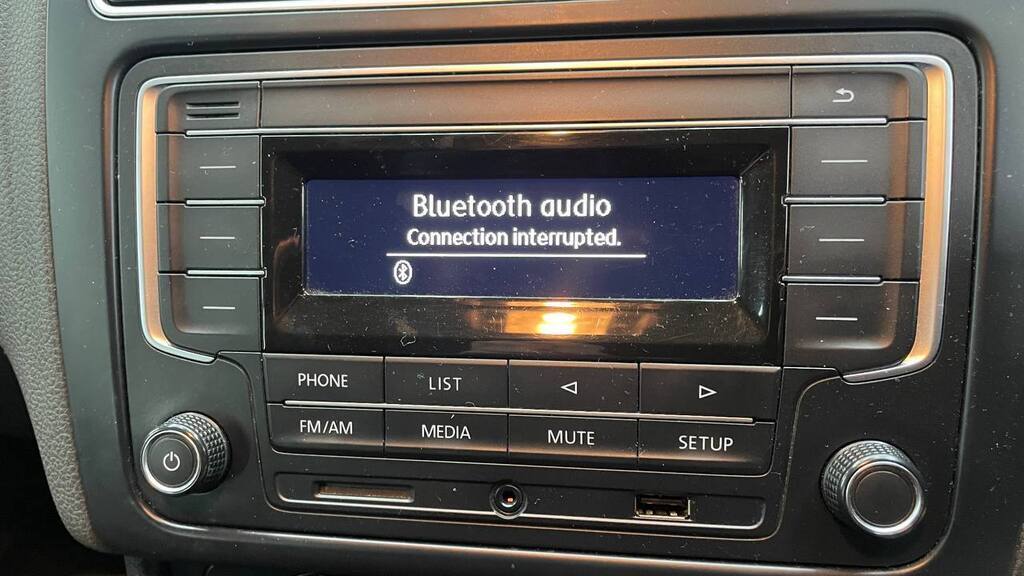 Bluetooth audio
Connection interrupted.
PHONE
LIST
FM/AM
MEDIA
MUTE
SETUP